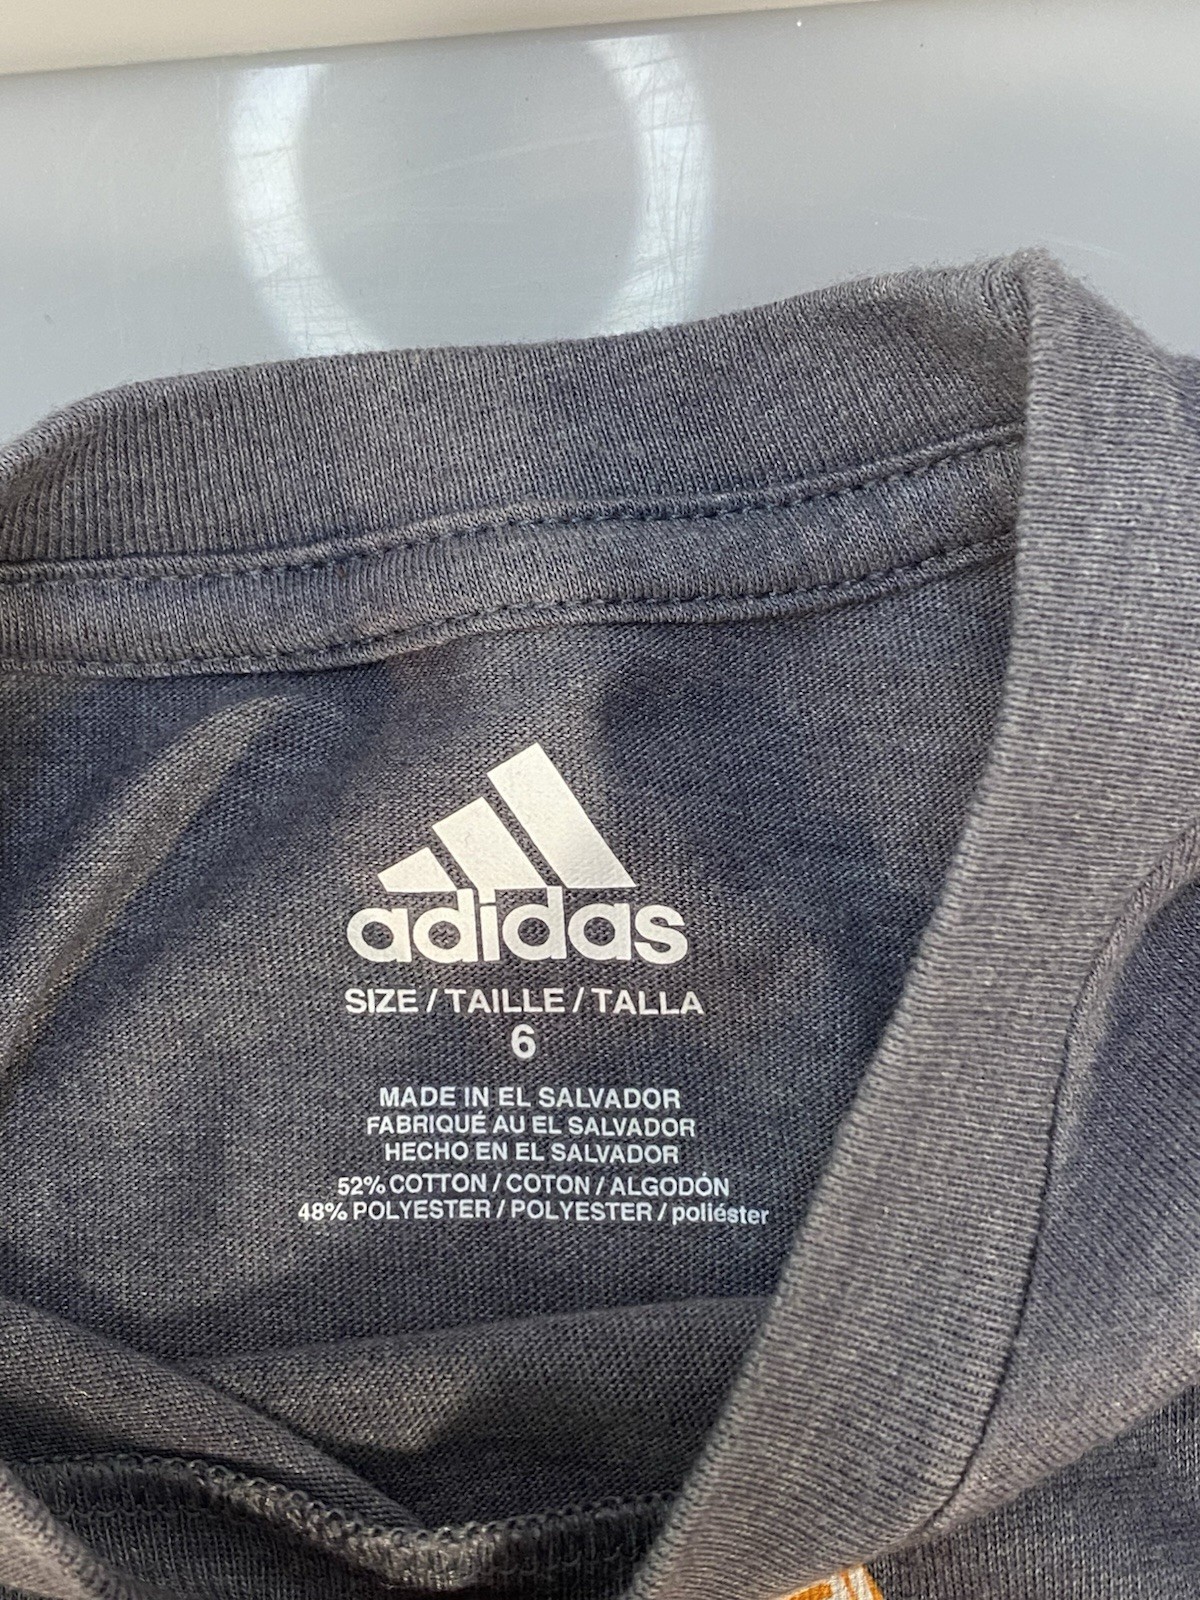 adidas
SIZE / TAILLE / TALLA
6
MADE IN EL SALVADOR
FABRIQUÉ AU EL SALVADOR
HECHO EN EL SALVADOR
52% COTTON / COTON / ALGODÓN
48% POLYESTER / POLYESTER / poliéster